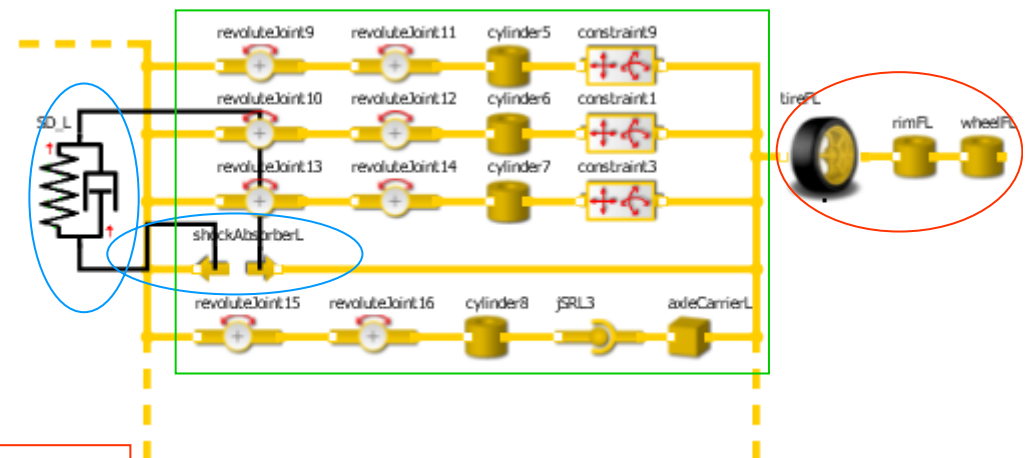 revoluteJoint9 revoluteJoint11 cylinder5 constraint9
revoluteJoint10 revoluteJoint12 cylinder6 constraint1 tireFL
SD_L rimFL wheelFL
revoluteJoint13 revoluteJoint14 cylinder7 constraint3
shockAbsorberL
revoluteJoint15 revoluteJoint16 cylinder8 jSRL3 axleCarrierL